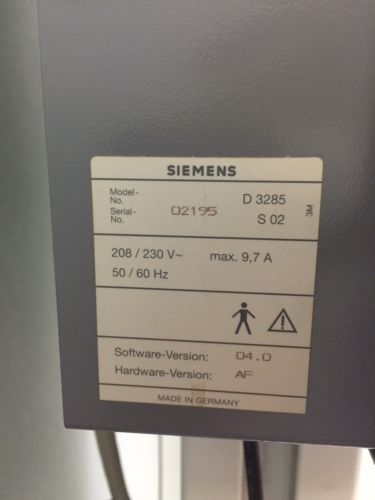 SIEMENS
Model-No. D 3285
Serial-No. 02195 S 02
3M
208 / 230 V~ max. 9,7 A
50 / 60 Hz
Software-Version: 04.0
Hardware-Version: AF
MADE IN GERMANY